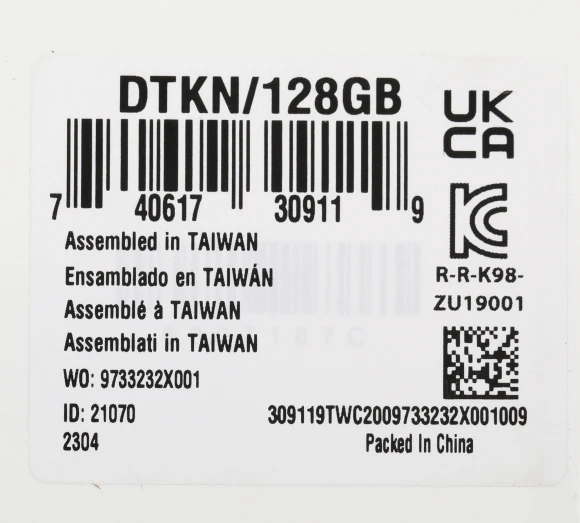 DTKN/128GB
7 40617 30911 9
UK
CA
Assembled in TAIWAN
Ensamblado en TAIWÁN
Assemblé à TAIWAN
Assemblati in TAIWAN
R-R-K98-
ZU19001
WO: 9733232X001
ID: 21070
2304
309119TWC2009733232X001009
Packed In China